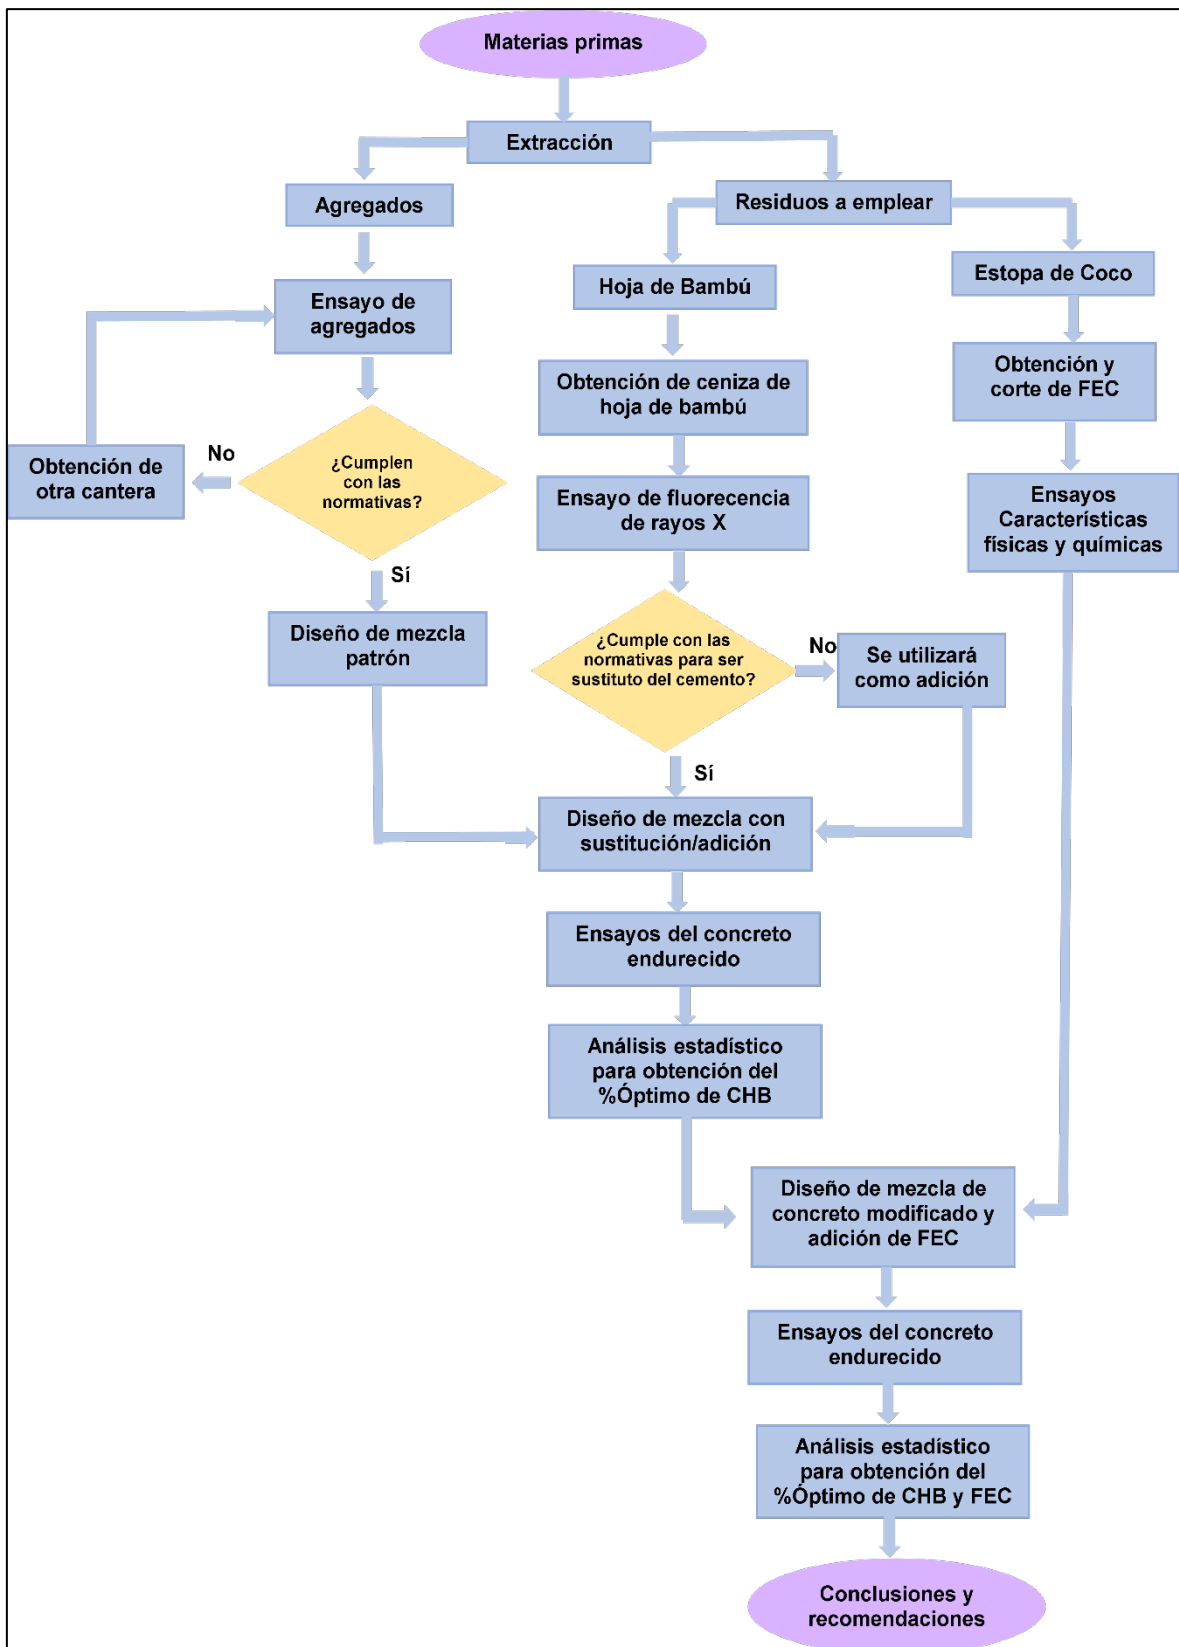 Materias primas
Extracción
Agregados
Residuos a emplear
Hoja de Bambú
Estopa de Coco
Ensayo de
agregados
Obtención de ceniza de
hoja de bambú
Obtención y
corte de FEC
¿Cumplen
con las
normativas?
No
Obtención de
otra cantera
Ensayo de fluorecencia
de rayos X
Ensayos
Características
físicas y químicas
Sí
Diseño de mezcla
patrón
¿Cumple con las
normativas para ser
sustituto del cemento?
No
Se utilizará
como adición
Sí
Diseño de mezcla con
sustitución/adición
Ensayos del concreto
endurecido
Análisis estadístico
para obtención del
%Óptimo de CHB
Diseño de mezcla de
concreto modificado y
adición de FEC
Ensayos del concreto
endurecido
Análisis estadístico
para obtención del
%Óptimo de CHB y FEC
Conclusiones y
recomendaciones